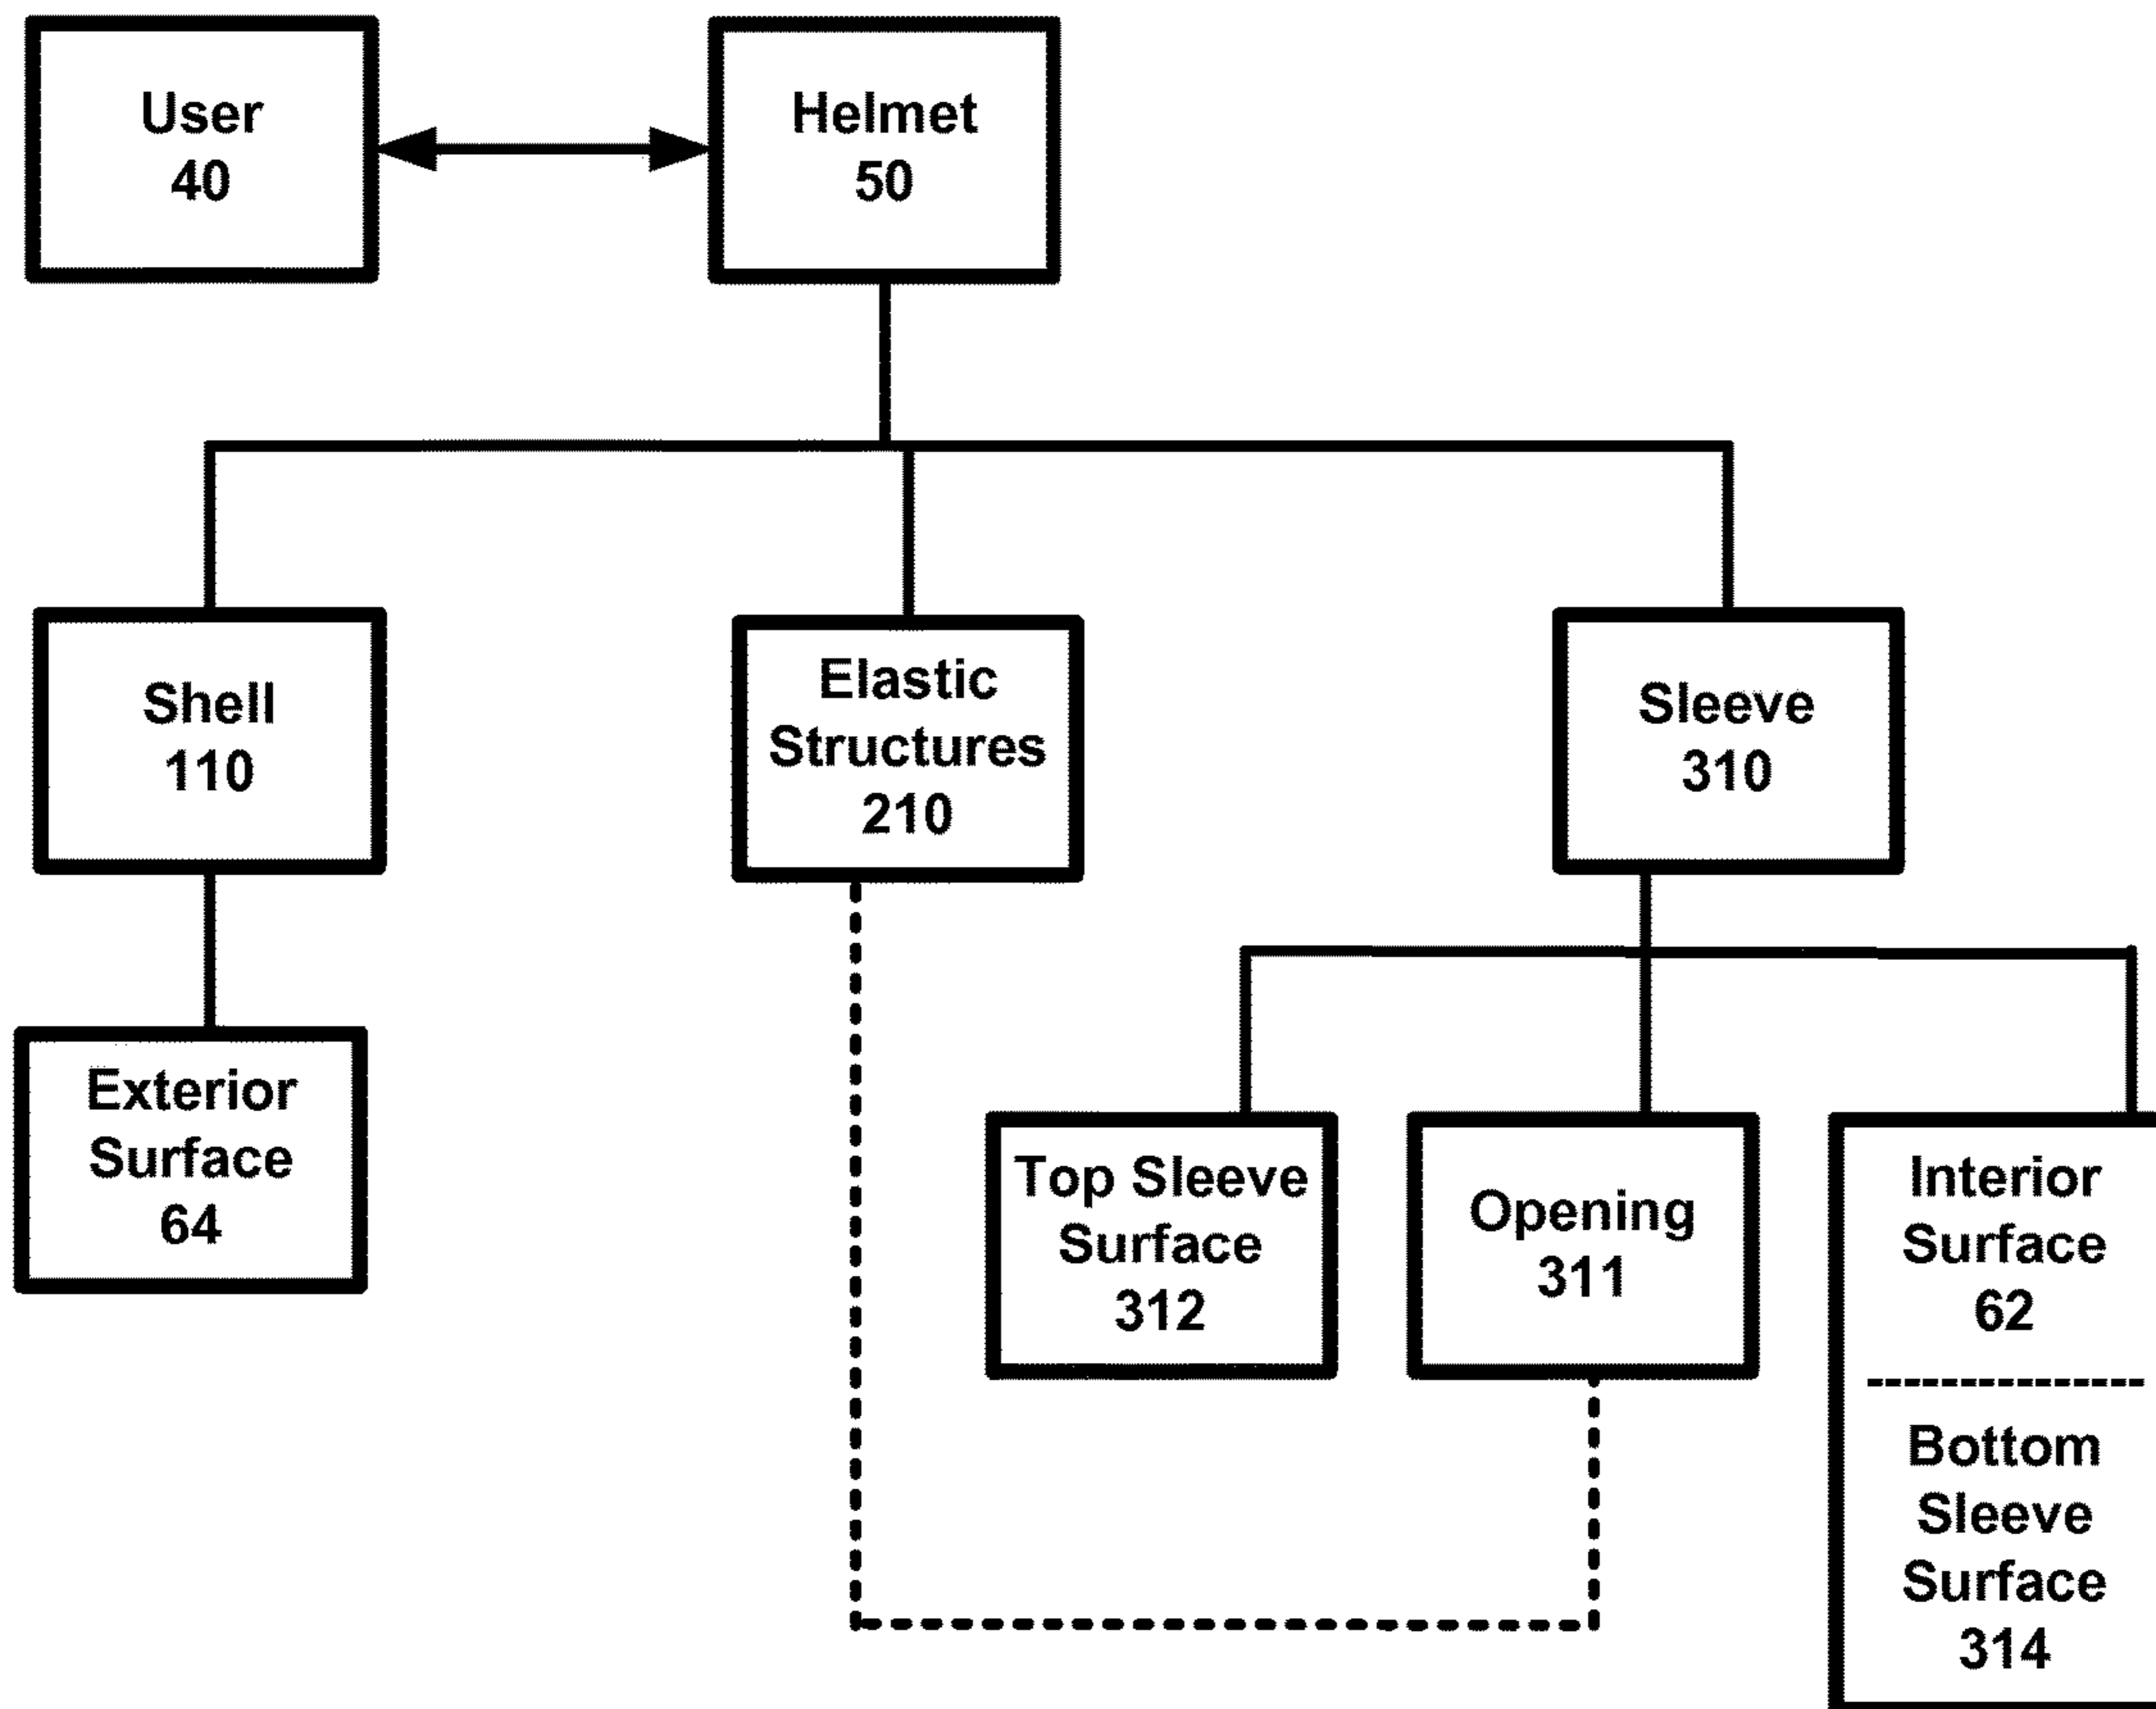 User
40
Helmet
50
Shell
110
Elastic
Structures
210
Sleeve
310
Exterior
Surface
64
Top Sleeve
Surface
312
Opening
311
Interior
Surface
62
Bottom
Sleeve
Surface
314